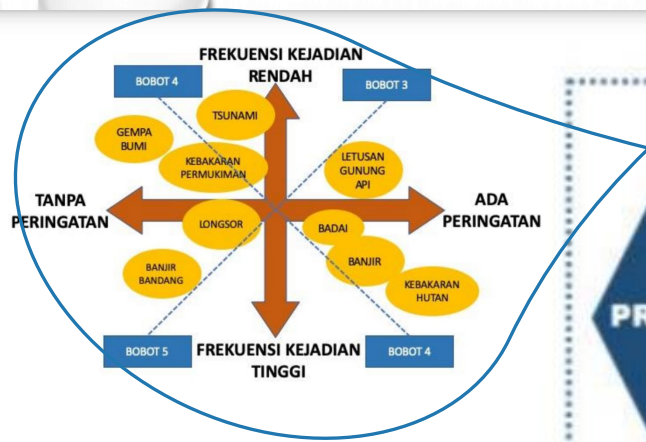 FREKUENSI KEJADIAN
RENDAH
BOBOT 4
BOBOT 3
TSUNAMI
GEMPA
BUMI
KEBAKARAN
PERMUKIMAN
LETUSAN
GUNUNG
API
TANPA
PERINGATAN
ADA
PERINGATAN
LONGSOR
BADAI
BANJIR
BANJIR
BANDANG
KEBAKARAN
HUTAN
BOBOT 5
FREKUENSI KEJADIAN
TINGGI
BOBOT 4